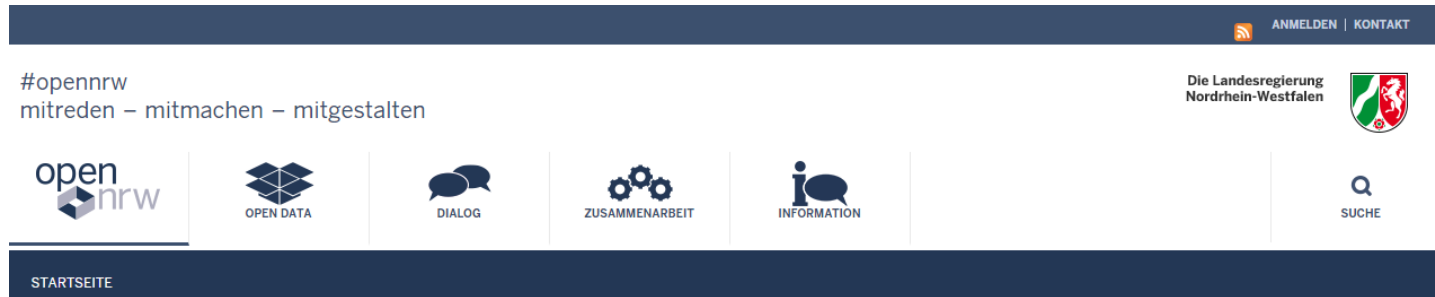 ANMELDEN | KONTAKT
#opennrw
mitreden – mitmachen – mitgestalten
Die Landesregierung
Nordrhein-Westfalen
open
nrw
OPEN DATA
DIALOG
ZUSAMMENARBEIT
INFORMATION
SUCHE
STARTSEITE